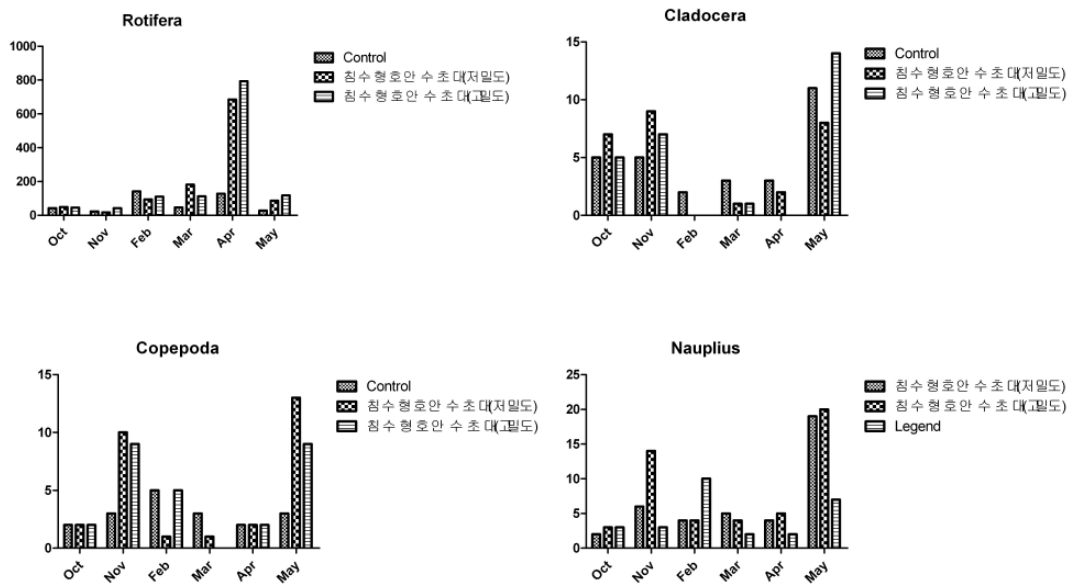 Rotifera
1000
800
600
400
200
0
Oct
Nov
Feb
Mar
Apr
May
Control
침수형호안 수초대(저밀도)
침수형호안 수초대(고밀도)
Cladocera
15
10
5
0
Oct
Nov
Feb
Mar
Apr
May
Control
침수형호안 수초대(저밀도)
침수형호안 수초대(고밀도)
Copepoda
15
10
5
0
Oct
Nov
Feb
Mar
Apr
May
Control
침수형호안 수초대(저밀도)
침수형호안 수초대(고밀도)
Nauplius
25
20
15
10
5
0
Oct
Nov
Feb
Mar
Apr
May
침수형호안 수초대(저밀도)
침수형호안 수초대(고밀도)
Legend